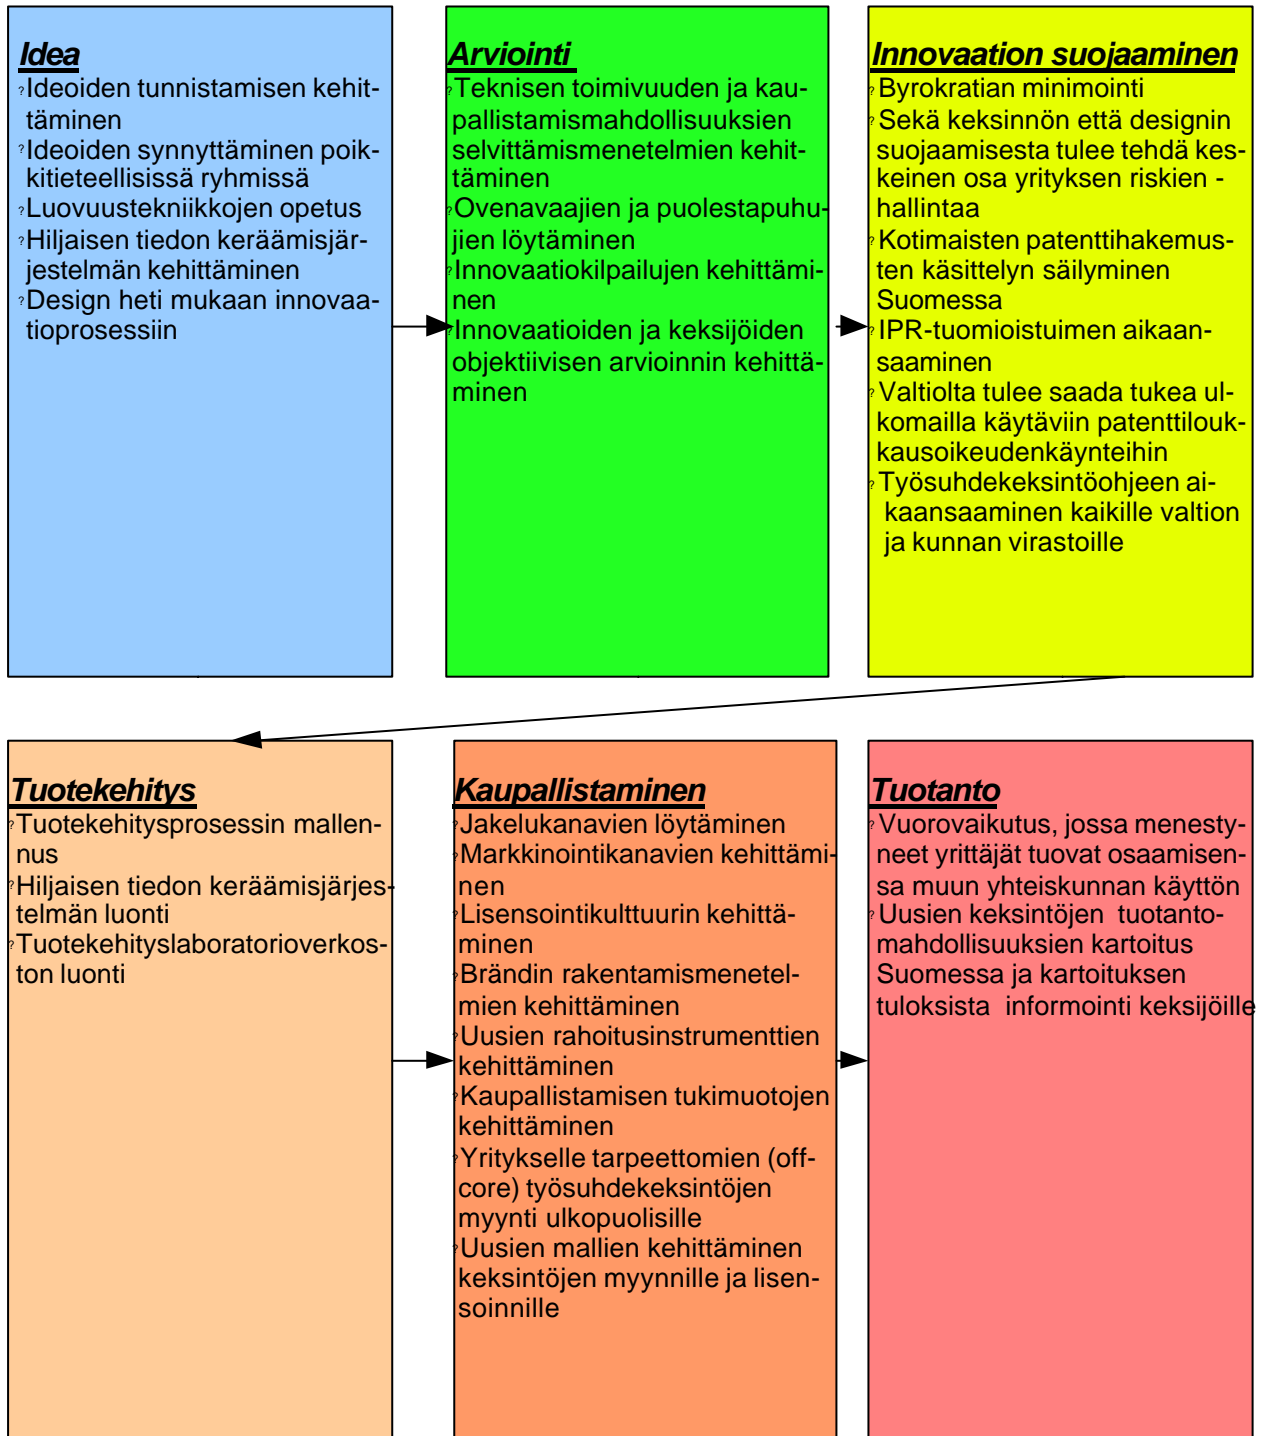 Idea
?Ideoiden tunnistamisen kehit-
täminen
?Ideoiden synnyttäminen poik-
kitieteellisissä ryhmissä
?Luovuustekniikkojen opetus
?Hiljaisen tiedon keräämisjär-
jestelmän kehittäminen
?Design heti mukaan innovaa-
tioprosessiin
Arviointi
?Teknisen toimivuuden ja kau-
pallistamismahdollisuuksien
selvittämismenetelmien kehit-
täminen
?Ovenavaajien ja puolestapuhu-
jien löytäminen
?Innovaatiokilpailujen kehittämi-
nen
?Innovaatioiden ja keksijöiden
objektiivisen arvioinnin kehittä-
minen
Innovaation suojaaminen
?Byrokratian minimointi
?Sekä keksinnön että designin
suojaamisesta tulee tehdä kes-
keinen osa yrityksen riskien -
hallintaa
?Kotimaisten patenttihakemus-
ten käsittelyn säilyminen
Suomessa
?IPR-tuomioistuimen aikaan-
saaminen
?Valtiolta tulee saada tukea ul-
komailla käytäviin patenttilouk-
kausoikeudenkäynteihin
?Työsuhdekeksintöohjeen ai-
kaansaaminen kaikille valtion
ja kunnan virastoille
Tuotekehitys
?Tuotekehitysprosessin mallen-
nus
?Hiljaisen tiedon keräämisjärjes-
telmän luonti
?Tuotekehityslaboratorioverkos-
ton luonti
Kaupallistaminen
?Jakelukanavien löytäminen
?Markkinointikanavien kehittämi-
nen
?Lisensointikulttuurin kehittä-
minen
?Brändin rakentamismenetel-
mien kehittäminen
?Uusien rahoitusinstrumenttien
kehittäminen
?Kaupallistamisen tukimuotojen
kehittäminen
?Yritykselle tarpeettomien (off-
core) työsuhdekeksintöjen
myynti ulkopuolisille
?Uusien mallien kehittäminen
keksintöjen myynnille ja lisen-
soinnille
Tuotanto
?Vuorovaikutus, jossa menesty-
neet yrittäjät tuovat osaamisen-
sa muun yhteiskunnan käyttön
?Uusien keksintöjen tuotanto-
mahdollisuuksien kartoitus
Suomessa ja kartoituksen
tuloksista informointi keksijöille